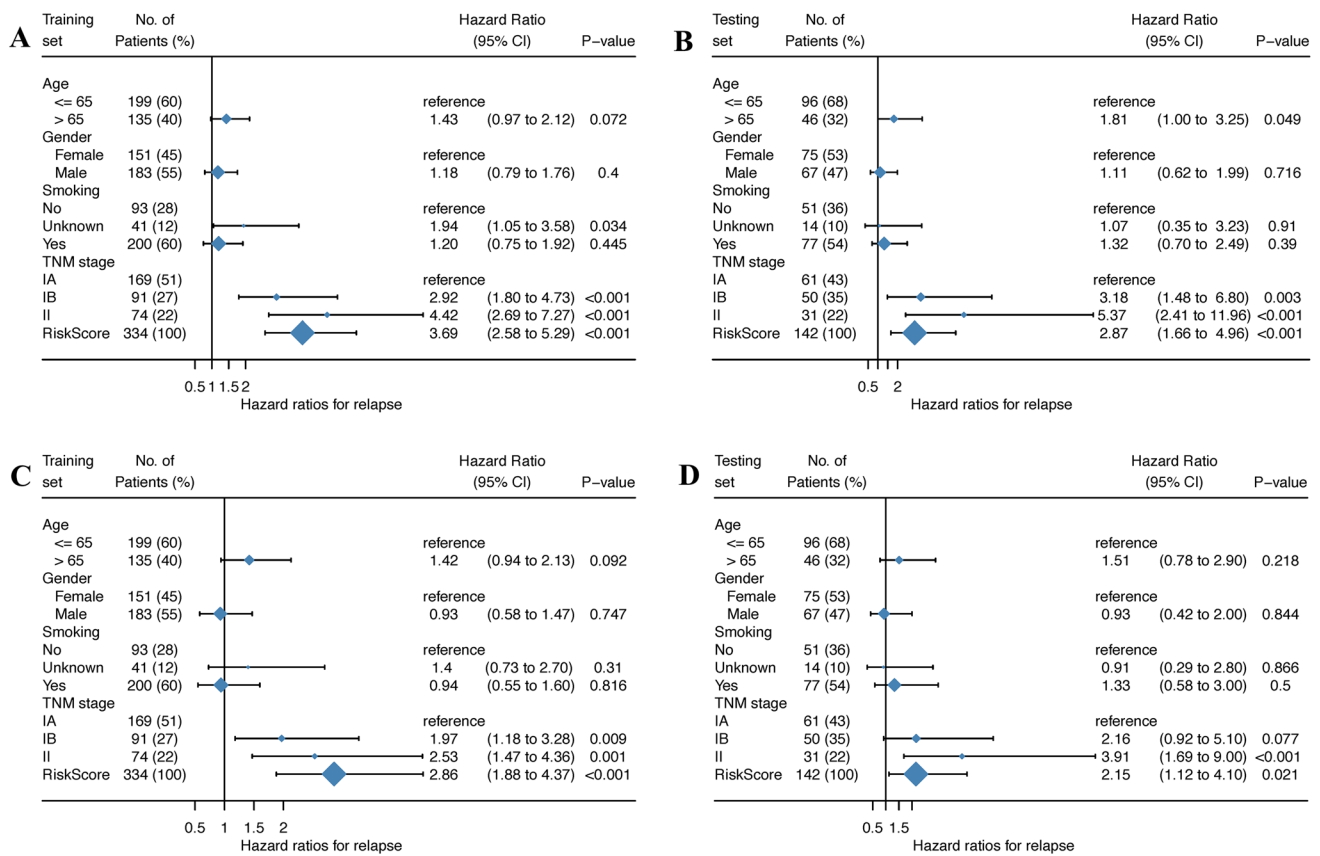 A
Training No. of Hazard Ratio
set Patients (%) (95% CI) P−value
Age
<= 65 199 (60) reference
> 65 135 (40) 1.43 (0.97 to 2.12) 0.072
Gender
Female 151 (45) reference
Male 183 (55) 1.18 (0.79 to 1.76) 0.4
Smoking
No 93 (28) reference
Unknown 41 (12) 1.94 (1.05 to 3.58) 0.034
Yes 200 (60) 1.20 (0.75 to 1.92) 0.445
TNM stage
IA 169 (51) reference
IB 91 (27) 2.92 (1.80 to 4.73) <0.001
II 74 (22) 4.42 (2.69 to 7.27) <0.001
RiskScore 334 (100) 3.69 (2.58 to 5.29) <0.001
0.5 1 1.5 2
Hazard ratios for relapse
B
Testing No. of Hazard Ratio
set Patients (%) (95% CI) P−value
Age
<= 65 96 (68) reference
> 65 46 (32) 1.81 (1.00 to 3.25) 0.049
Gender
Female 75 (53) reference
Male 67 (47) 1.11 (0.62 to 1.99) 0.716
Smoking
No 51 (36) reference
Unknown 14 (10) 1.07 (0.35 to 3.23) 0.91
Yes 77 (54) 1.32 (0.70 to 2.49) 0.39
TNM stage
IA 61 (43) reference
IB 50 (35) 3.18 (1.48 to 6.80) 0.003
II 31 (22) 5.37 (2.41 to 11.96) <0.001
RiskScore 142 (100) 2.87 (1.66 to 4.96) <0.001
0.5 2
Hazard ratios for relapse
C
Training No. of Hazard Ratio
set Patients (%) (95% CI) P−value
Age
<= 65 199 (60) reference
> 65 135 (40) 1.42 (0.94 to 2.13) 0.092
Gender
Female 151 (45) reference
Male 183 (55) 0.93 (0.58 to 1.47) 0.747
Smoking
No 93 (28) reference
Unknown 41 (12) 1.4 (0.73 to 2.70) 0.31
Yes 200 (60) 0.94 (0.55 to 1.60) 0.816
TNM stage
IA 169 (51) reference
IB 91 (27) 1.97 (1.18 to 3.28) 0.009
II 74 (22) 2.53 (1.47 to 4.36) 0.001
RiskScore 334 (100) 2.86 (1.88 to 4.37) <0.001
0.5 1 1.5 2
Hazard ratios for relapse
D
Testing No. of Hazard Ratio
set Patients (%) (95% CI) P−value
Age
<= 65 96 (68) reference
> 65 46 (32) 1.51 (0.78 to 2.90) 0.218
Gender
Female 75 (53) reference
Male 67 (47) 0.93 (0.42 to 2.00) 0.844
Smoking
No 51 (36) reference
Unknown 14 (10) 0.91 (0.29 to 2.80) 0.866
Yes 77 (54) 1.33 (0.58 to 3.00) 0.5
TNM stage
IA 61 (43) reference
IB 50 (35) 2.16 (0.92 to 5.10) 0.077
II 31 (22) 3.91 (1.69 to 9.00) <0.001
RiskScore 142 (100) 2.15 (1.12 to 4.10) 0.021
0.5 1.5
Hazard ratios for relapse